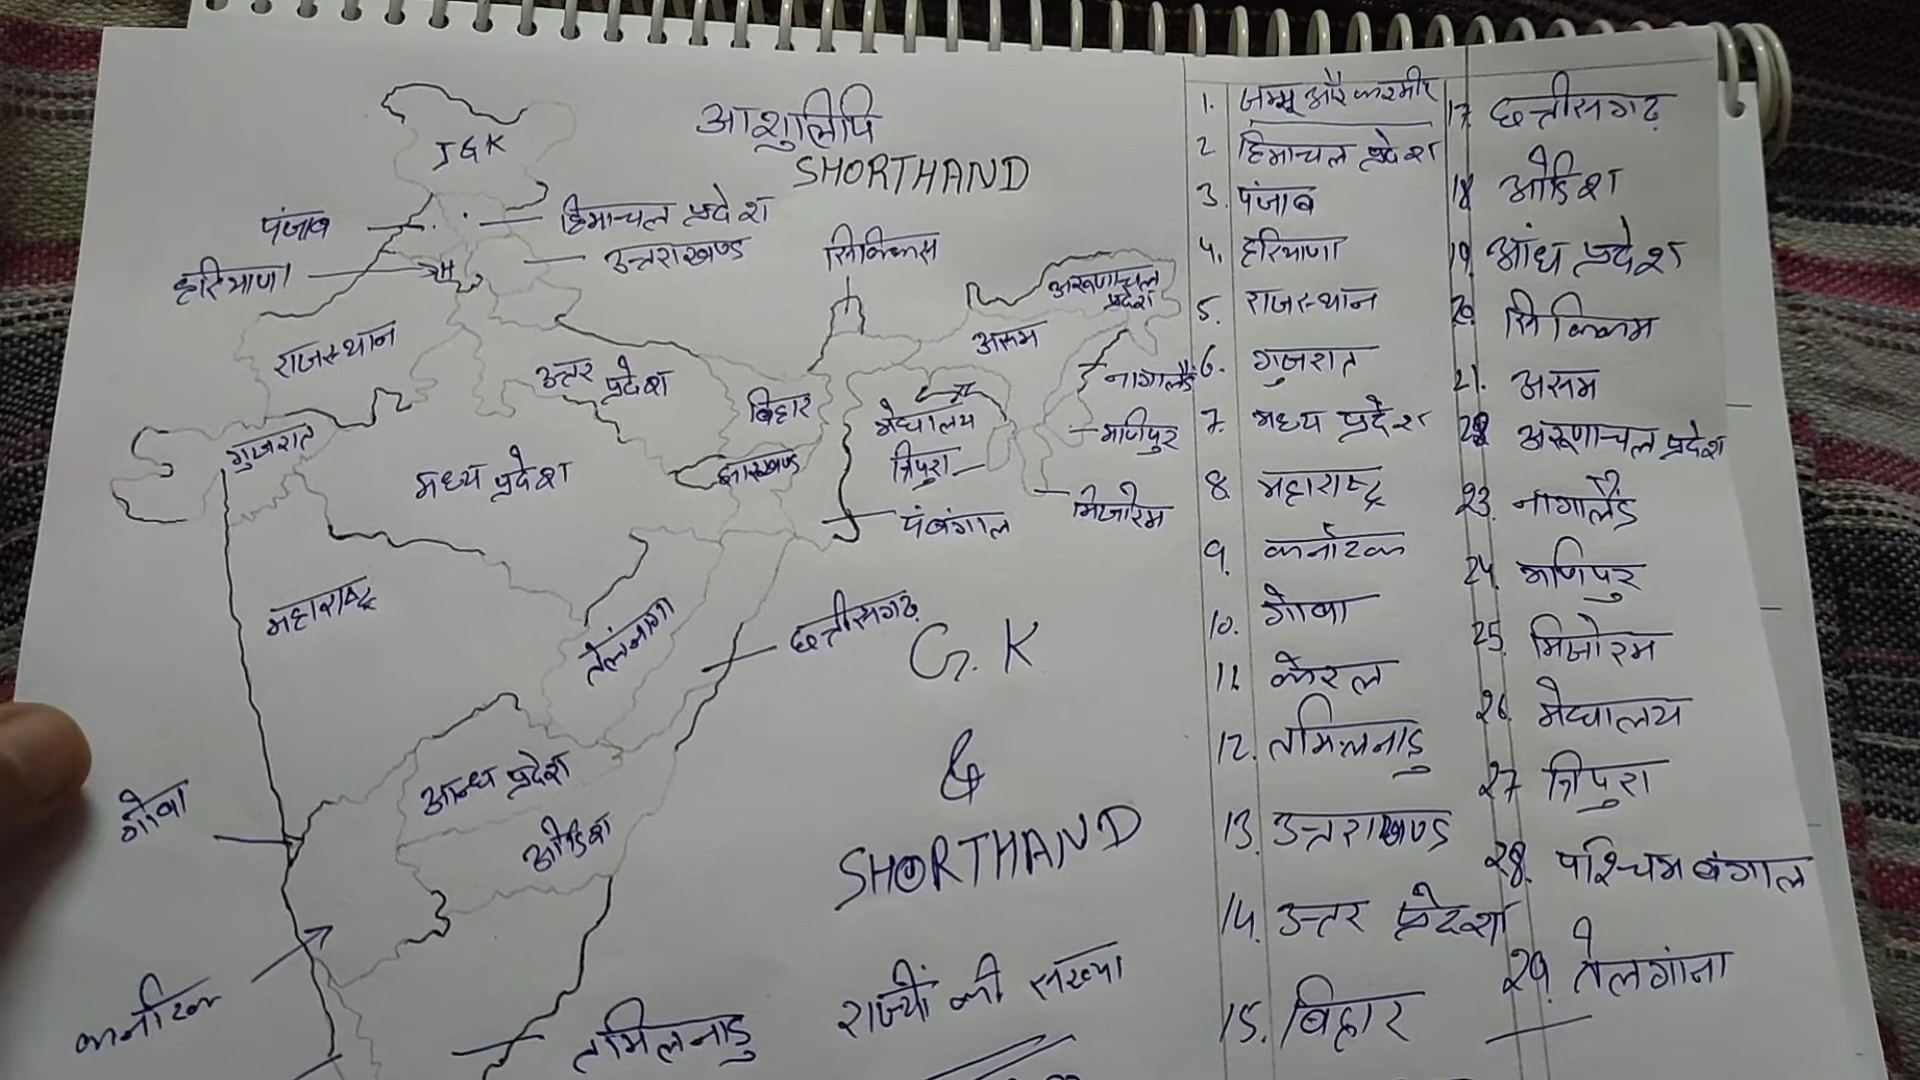 आशुलिपि
SHORTHAND
J&K
पंजाब
हिमाचल प्रदेश
हरियाणा
उत्तराखण्ड
H
सिक्किम
अरूणाचल
प्रदेश
राजस्थान
असम
उत्तर
प्रदेश
नागालैंड
बिहार
मेघालय
मणिपुर
गुजरात
झारखण्ड
त्रिपुरा
मध्य प्रदेश
मिजोरम
पं बंगाल
महाराष्ट्र
तेलंनागा
छत्तीसगढ़
G.K
&
SHORTHAND
आन्ध्र प्रदेश
गोवा
ओडिशा
कर्नाटक
तमिलनाडु
राज्यों की संख्या
1. जम्मू और कश्मीर
2 हिमाचल प्रदेश
3. पंजाब
4. हरियाणा
5. राजस्थान
6. गुजरात
7. मध्य प्रदेश
8 महाराष्ट्र
9. कर्नाटक
10. गोवा
11. केरल
12. तमिलनाडु
13. उत्तराखण्ड
14. उत्तर प्रदेश
15. बिहार
17. छत्तीसगढ़
18 ओडिशा
19. आंध्र प्रदेश
20. सिक्किम
21. असम
22. अरूणाचल प्रदेश
23. नागालैंड
24. मणिपुर
25. मिजोरम
26. मेघालय
27 त्रिपुरा
28. पश्चिम बंगाल
29. तेलगांना